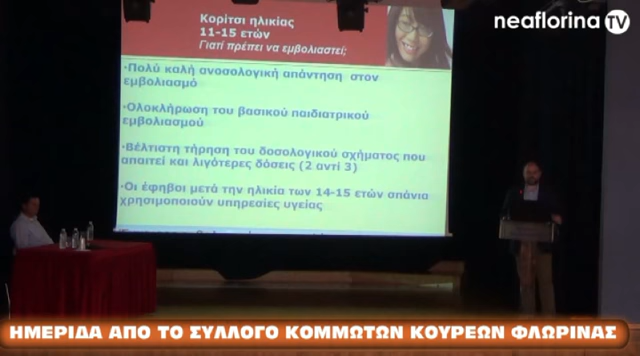 neaflorina TV
Κορίτσι ηλικίας
11-15 ετών
Γιατί πρέπει να εμβολιαστεί;
•Πολύ καλή ανοσολογική απάντηση στον
εμβολιασμό
•Ολοκλήρωση του βασικού παιδιατρικού
εμβολιασμού
•Βέλτιστη τήρηση του δοσολογικού σχήματος που
απαιτεί και λιγότερες δόσεις (2 αντί 3)
•Οι έφηβοι μετά την ηλικία των 14-15 ετών σπάνια
χρησιμοποιούν υπηρεσίες υγείας
ΗΜΕΡΙΔΑ ΑΠΟ ΤΟ ΣΥΛΛΟΓΟ ΚΟΜΜΩΤΩΝ ΚΟΥΡΕΩΝ ΦΛΩΡΙΝΑΣ